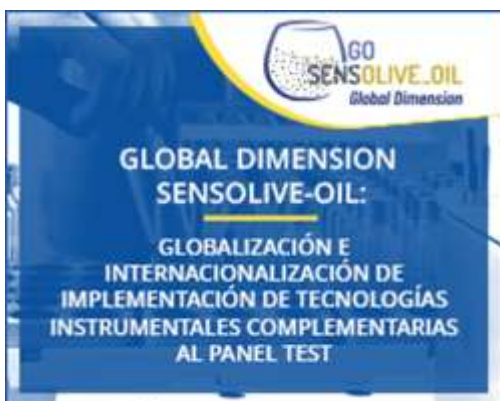 GO
SENSOLIVE_OIL
Global Dimension
GLOBAL DIMENSION
SENSOLIVE-OIL:
GLOBALIZACIÓN E
INTERNACIONALIZACIÓN DE
IMPLEMENTACIÓN DE TECNOLOGÍAS
INSTRUMENTALES COMPLEMENTARIAS
AL PANEL TEST